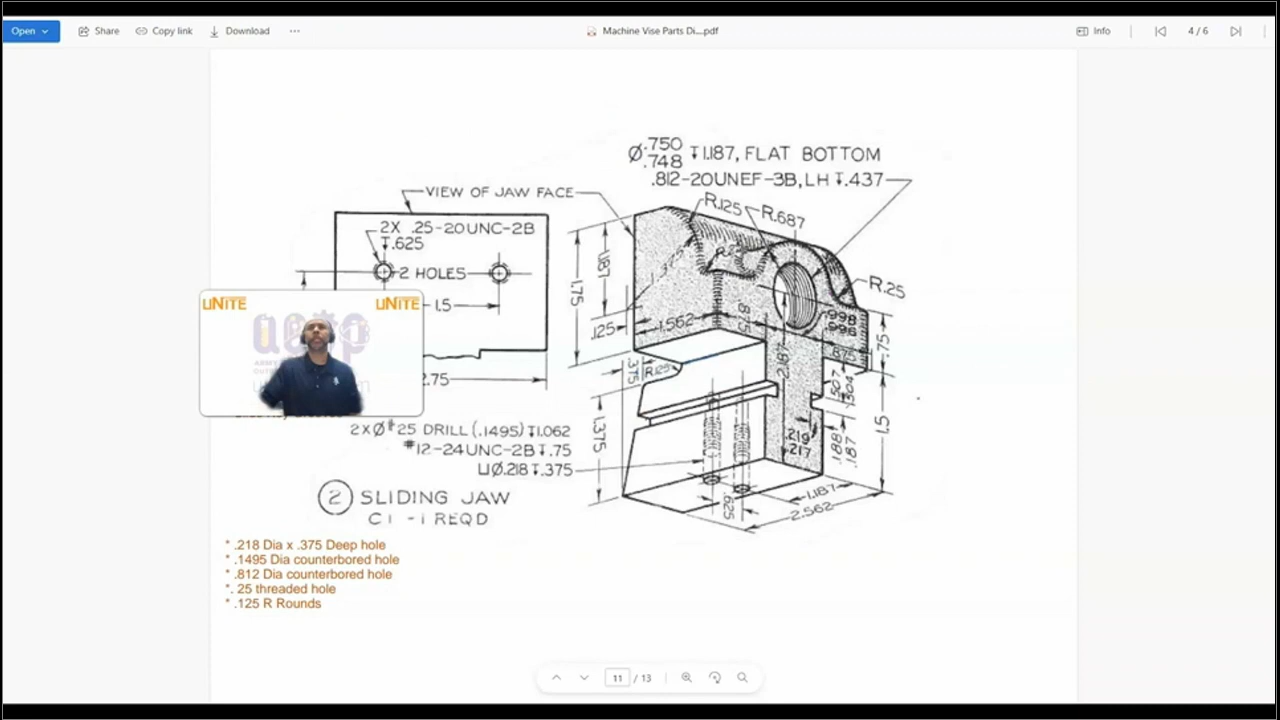 Open
Share
Copy link
Download
Machine Vise Parts Di...pdf
Info
4 / 6
Ø.750
.748
↧1.187, FLAT BOTTOM
.812-20UNEF-3B, LH ↧.437
VIEW OF JAW FACE
2X .25-20UNC-2B
↧.625
2 HOLES
1.5
2.75
R.125
R.687
R.25
1.187
1.75
.125
1.562
.875
.998
.996
.875
.75
.375
R.125
2.187
.507
.504
1.375
.219
.217
.188
.187
1.5
1.187
2.562
.625
UNITE
UNITE
2XØ#25 DRILL (.1495) ↧1.062
#12-24UNC-2B ↧.75
⌴Ø.218 ↧.375
2 SLIDING JAW
CI - 1 REQD
* .218 Dia x .375 Deep hole
* .1495 Dia counterbored hole
* .812 Dia counterbored hole
*. 25 threaded hole
* .125 R Rounds
11 / 13